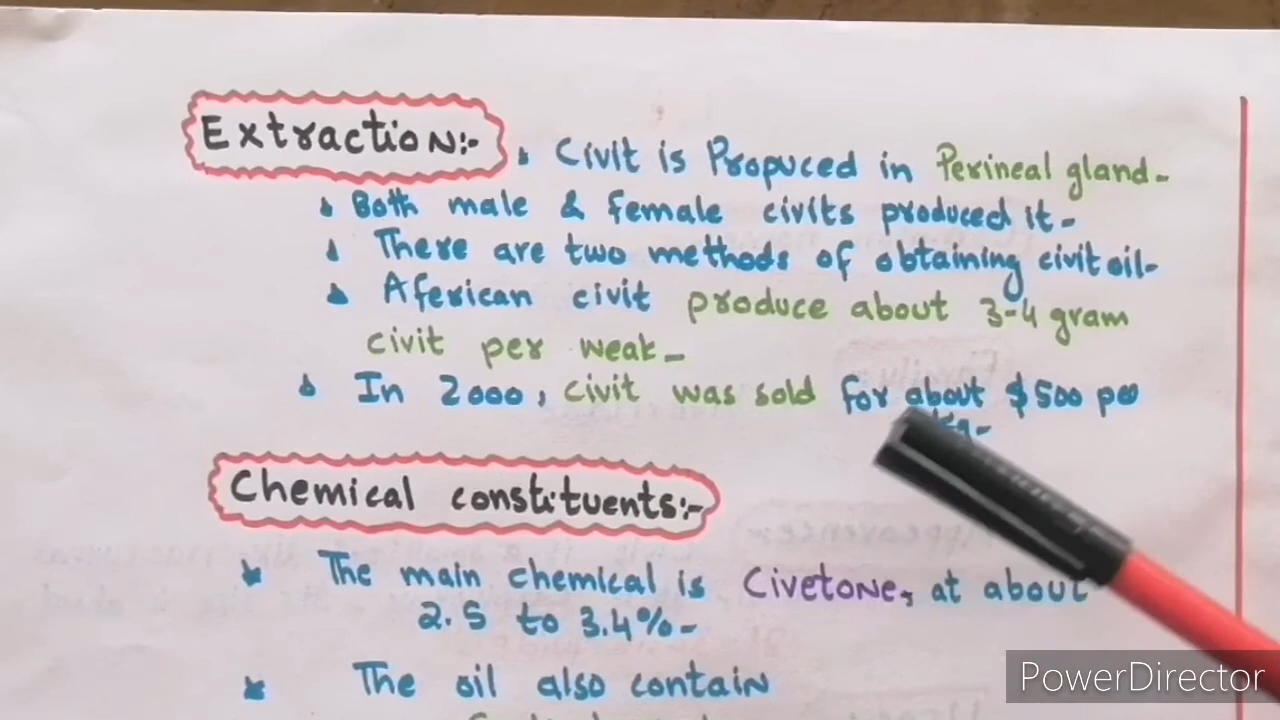 Extraction:-
• Civit is Propuced in Perineal gland-
• Both male & female civits produced it-
• There are two methods of obtaining civit oil-
• Aferican civit produce about 3-4 gram
civit per weak-
• In 2000, civit was sold for about $500 per
Chemical constituents:-
* The main chemical is Civetone, at about
2.5 to 3.4%-
* The oil also contain
PowerDirector